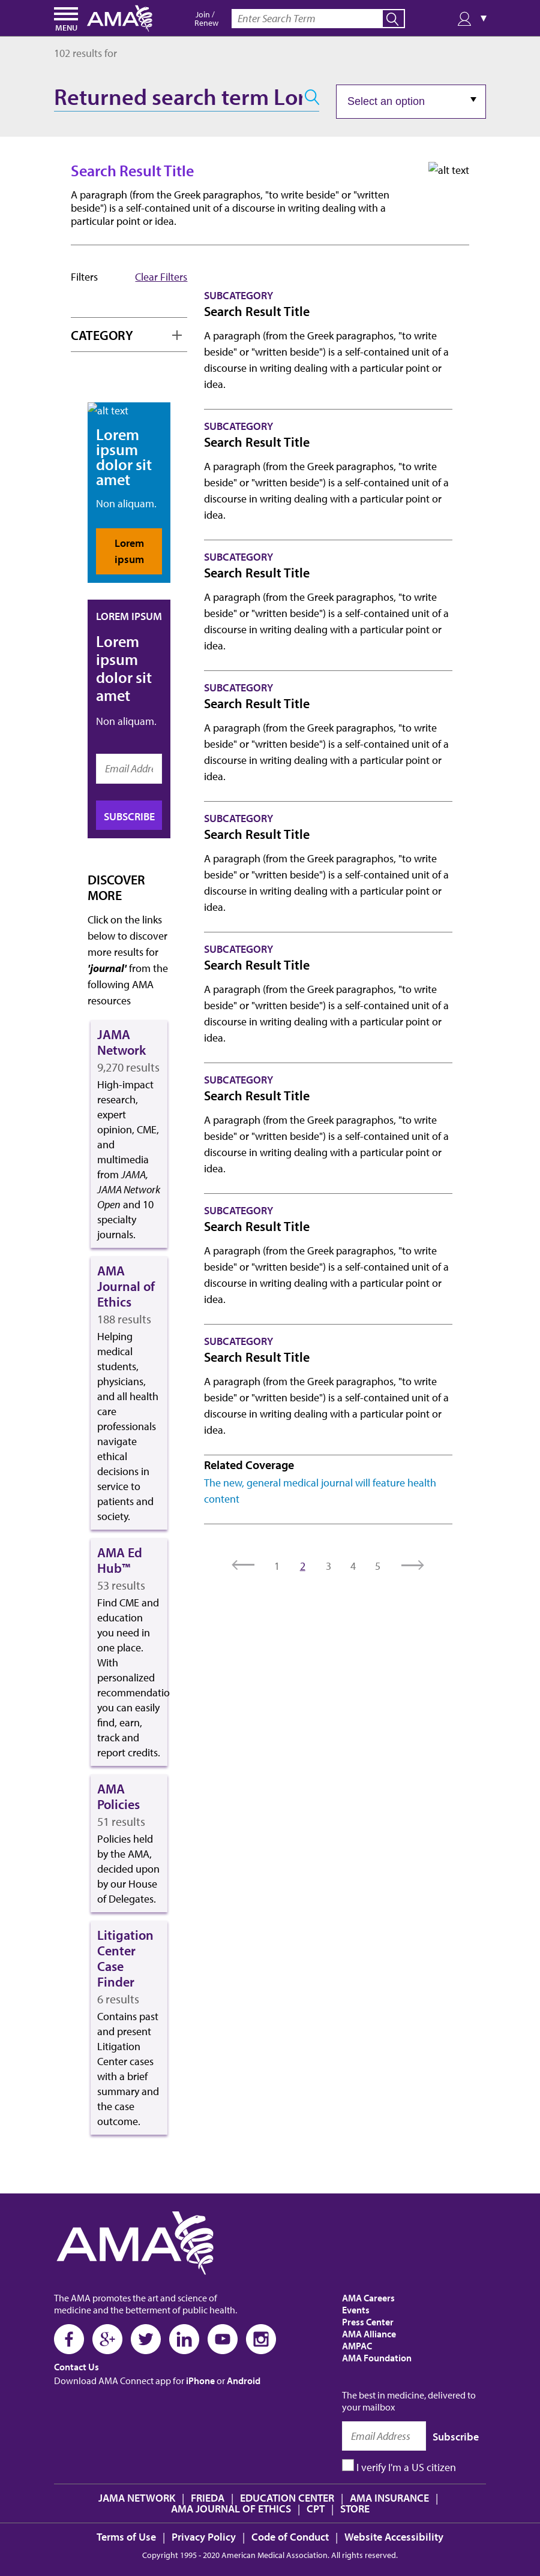 MENU
AMA
Join /
Renew
Enter Search Term
▼
102 results for
Returned search term Lor
Select an option
Search Result Title
alt text
A paragraph (from the Greek paragraphos, "to write
beside" or "written
beside") is a self-contained unit of a discourse in writing dealing with a
particular point or idea.
Filters
Clear Filters
CATEGORY
alt text
Lorem
ipsum
dolor sit
amet
Non aliquam.
Lorem
ipsum
LOREM IPSUM
Lorem
ipsum
dolor sit
amet
Non aliquam.
Email Addre
SUBSCRIBE
DISCOVER
MORE
Click on the links
below to discover
more results for
'journal' from the
following AMA
resources
JAMA
Network
9,270 results
High-impact
research,
expert
opinion, CME,
and
multimedia
from JAMA,
JAMA Network
Open and 10
specialty
journals.
AMA
Journal of
Ethics
188 results
Helping
medical
students,
physicians,
and all health
care
professionals
navigate
ethical
decisions in
service to
patients and
society.
AMA Ed
Hub™
53 results
Find CME and
education
you need in
one place.
With
personalized
recommendatio
you can easily
find, earn,
track and
report credits.
AMA
Policies
51 results
Policies held
by the AMA,
decided upon
by our House
of Delegates.
Litigation
Center
Case
Finder
6 results
Contains past
and present
Litigation
Center cases
with a brief
summary and
the case
outcome.
SUBCATEGORY
Search Result Title
A paragraph (from the Greek paragraphos, "to write
beside" or "written beside") is a self-contained unit of a
discourse in writing dealing with a particular point or
idea.
SUBCATEGORY
Search Result Title
A paragraph (from the Greek paragraphos, "to write
beside" or "written beside") is a self-contained unit of a
discourse in writing dealing with a particular point or
idea.
SUBCATEGORY
Search Result Title
A paragraph (from the Greek paragraphos, "to write
beside" or "written beside") is a self-contained unit of a
discourse in writing dealing with a particular point or
idea.
SUBCATEGORY
Search Result Title
A paragraph (from the Greek paragraphos, "to write
beside" or "written beside") is a self-contained unit of a
discourse in writing dealing with a particular point or
idea.
SUBCATEGORY
Search Result Title
A paragraph (from the Greek paragraphos, "to write
beside" or "written beside") is a self-contained unit of a
discourse in writing dealing with a particular point or
idea.
SUBCATEGORY
Search Result Title
A paragraph (from the Greek paragraphos, "to write
beside" or "written beside") is a self-contained unit of a
discourse in writing dealing with a particular point or
idea.
SUBCATEGORY
Search Result Title
A paragraph (from the Greek paragraphos, "to write
beside" or "written beside") is a self-contained unit of a
discourse in writing dealing with a particular point or
idea.
SUBCATEGORY
Search Result Title
A paragraph (from the Greek paragraphos, "to write
beside" or "written beside") is a self-contained unit of a
discourse in writing dealing with a particular point or
idea.
SUBCATEGORY
Search Result Title
A paragraph (from the Greek paragraphos, "to write
beside" or "written beside") is a self-contained unit of a
discourse in writing dealing with a particular point or
idea.
Related Coverage
The new, general medical journal will feature health
content
1 2 3 4 5
AMA
The AMA promotes the art and science of
medicine and the betterment of public health.
Contact Us
Download AMA Connect app for iPhone or Android
AMA Careers
Events
Press Center
AMA Alliance
AMPAC
AMA Foundation
The best in medicine, delivered to
your mailbox
Email Address Subscribe
I verify I'm a US citizen
JAMA NETWORK | FRIEDA | EDUCATION CENTER | AMA INSURANCE |
AMA JOURNAL OF ETHICS | CPT | STORE
Terms of Use | Privacy Policy | Code of Conduct | Website Accessibility
Copyright 1995 - 2020 American Medical Association. All rights reserved.